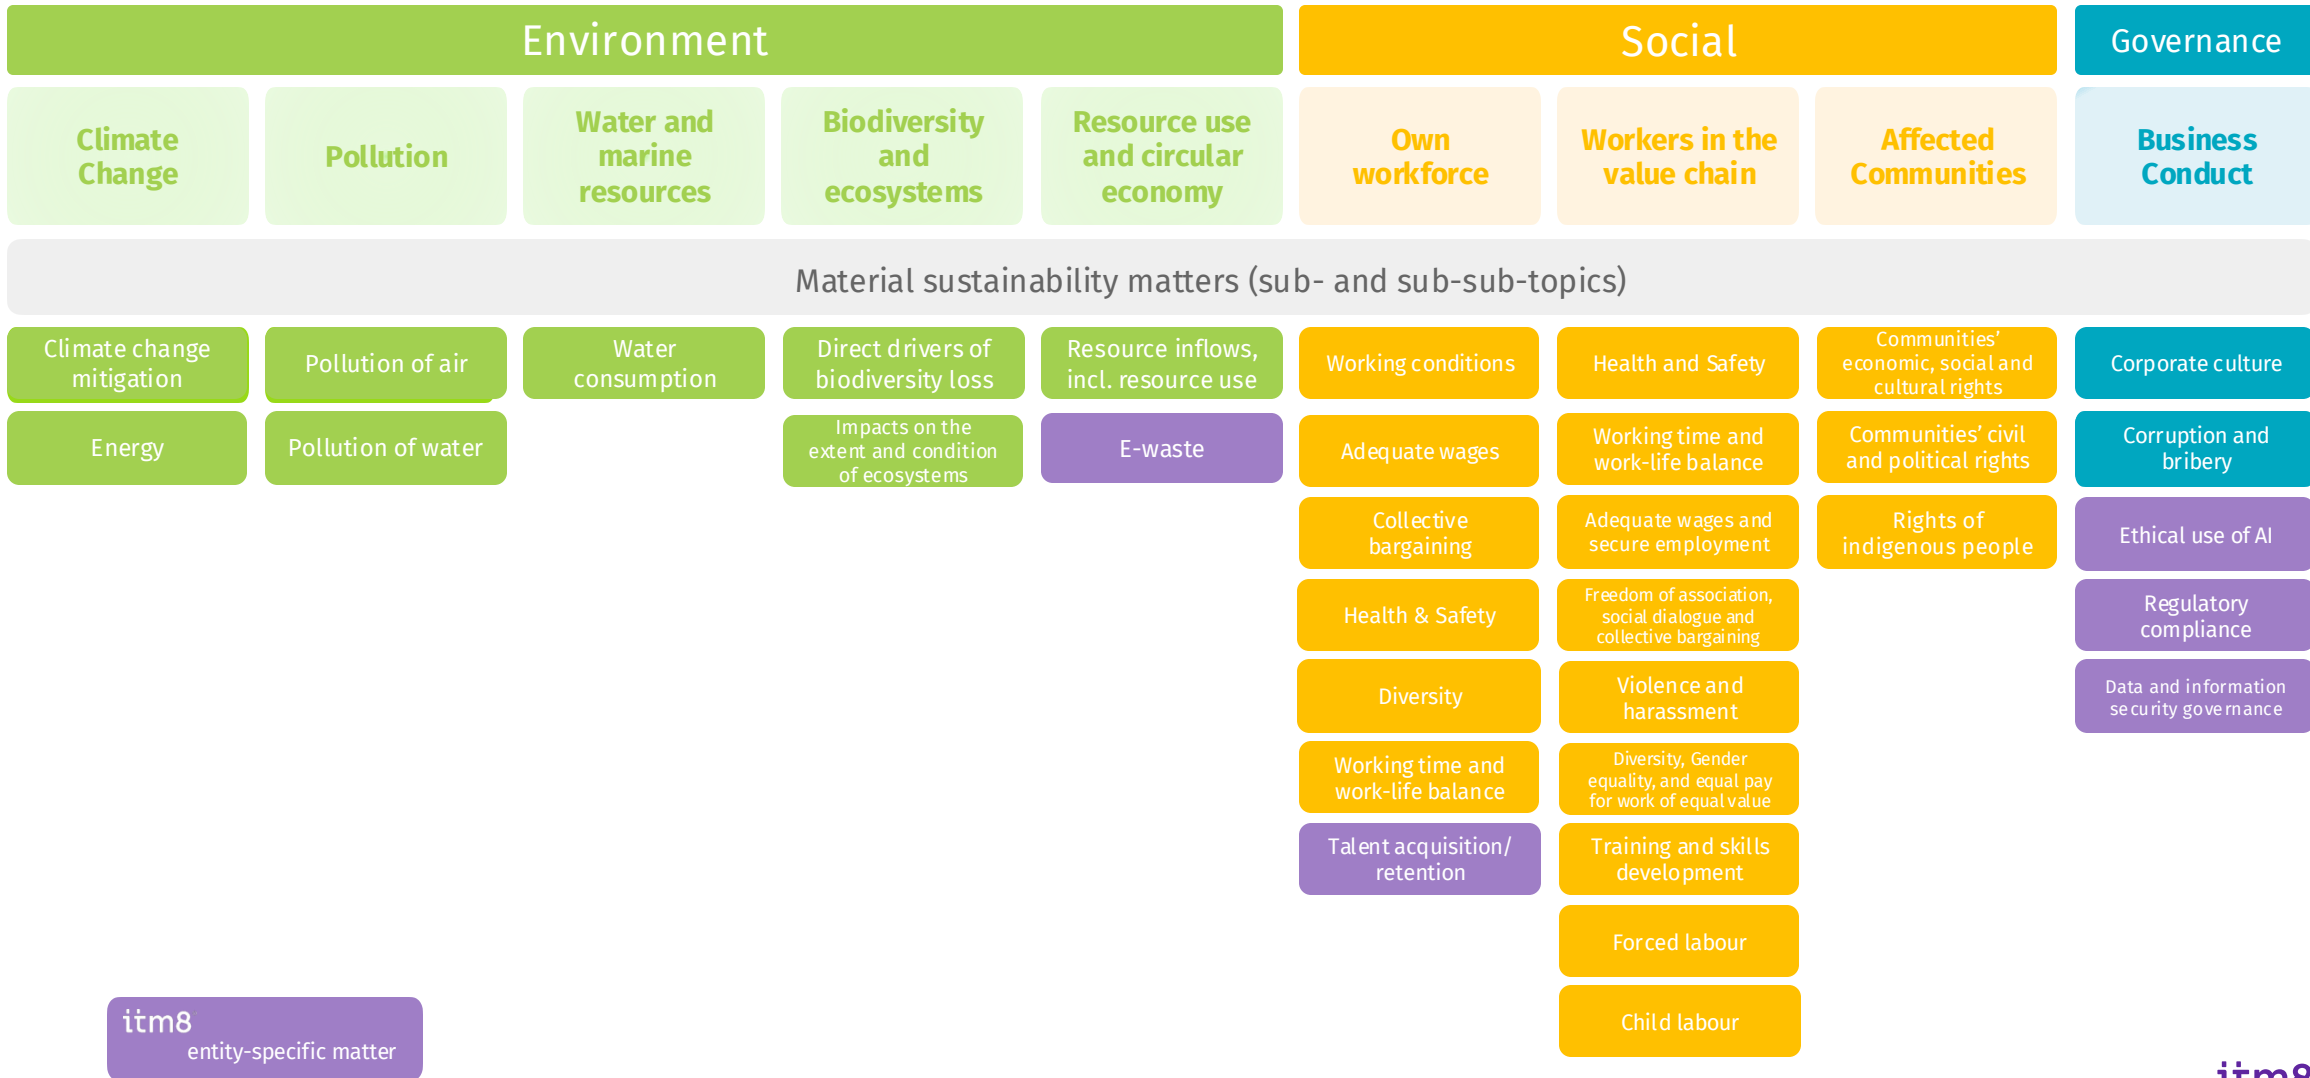 Environment
Social
Governance
Climate
Change
Pollution
Water and
marine
resources
Biodiversity
and
ecosystems
Resource use
and circular
economy
Own
workforce
Workers in the
value chain
Affected
Communities
Business
Conduct
Material sustainability matters (sub- and sub-sub-topics)
Climate change
mitigation
Energy
Pollution of air
Pollution of water
Water
consumption
Direct drivers of
biodiversity loss
Impacts on the
extent and condition
of ecosystems
Resource inflows,
incl. resource use
E-waste
Working conditions
Adequate wages
Collective
bargaining
Health & Safety
Diversity
Working time and
work-life balance
Talent acquisition/
retention
Health and Safety
Working time and
work-life balance
Adequate wages and
secure employment
Freedom of association,
social dialogue and
collective bargaining
Violence and
harassment
Diversity, Gender
equality, and equal pay
for work of equal value
Training and skills
development
Forced labour
Child labour
Communities’
economic, social and
cultural rights
Communities’ civil
and political rights
Rights of
indigenous people
Corporate culture
Corruption and
bribery
Ethical use of AI
Regulatory
compliance
Data and information
security governance
itm8
entity-specific matter
itm8